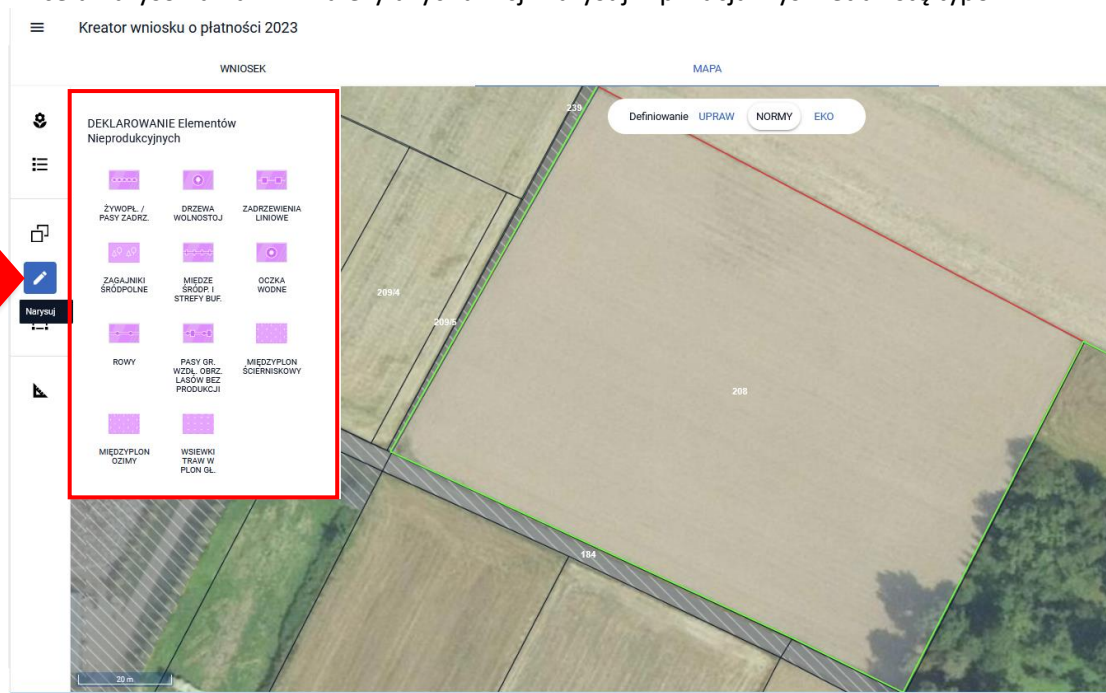 Kreator wniosku o płatności 2023
WNIOSEK
MAPA
DEKLAROWANIE Elementów
Nieprodukcyjnych
ŻYWOPŁ. /
PASY ZADRZ.
DRZEWA
WOLNOSTOJ
ZADRZEWIENIA
LINIOWE
ZAGAJNIKI
ŚRÓDPOLNE
MIEDZE
ŚRÓDP. I
STREFY BUF.
OCZKA
WODNE
ROWY
PASY GR.
WZDŁ. OBRZ.
LASÓW BEZ
PRODUKCJI
MIĘDZYPLON
ŚCIERNISKOWY
MIĘDZYPLON
OZIMY
WSIEWKI
TRAW W
PLON GŁ.
Narysuj
Definiowanie UPRAW NORMY EKO
239
209/4
209/5
208
184
20 m